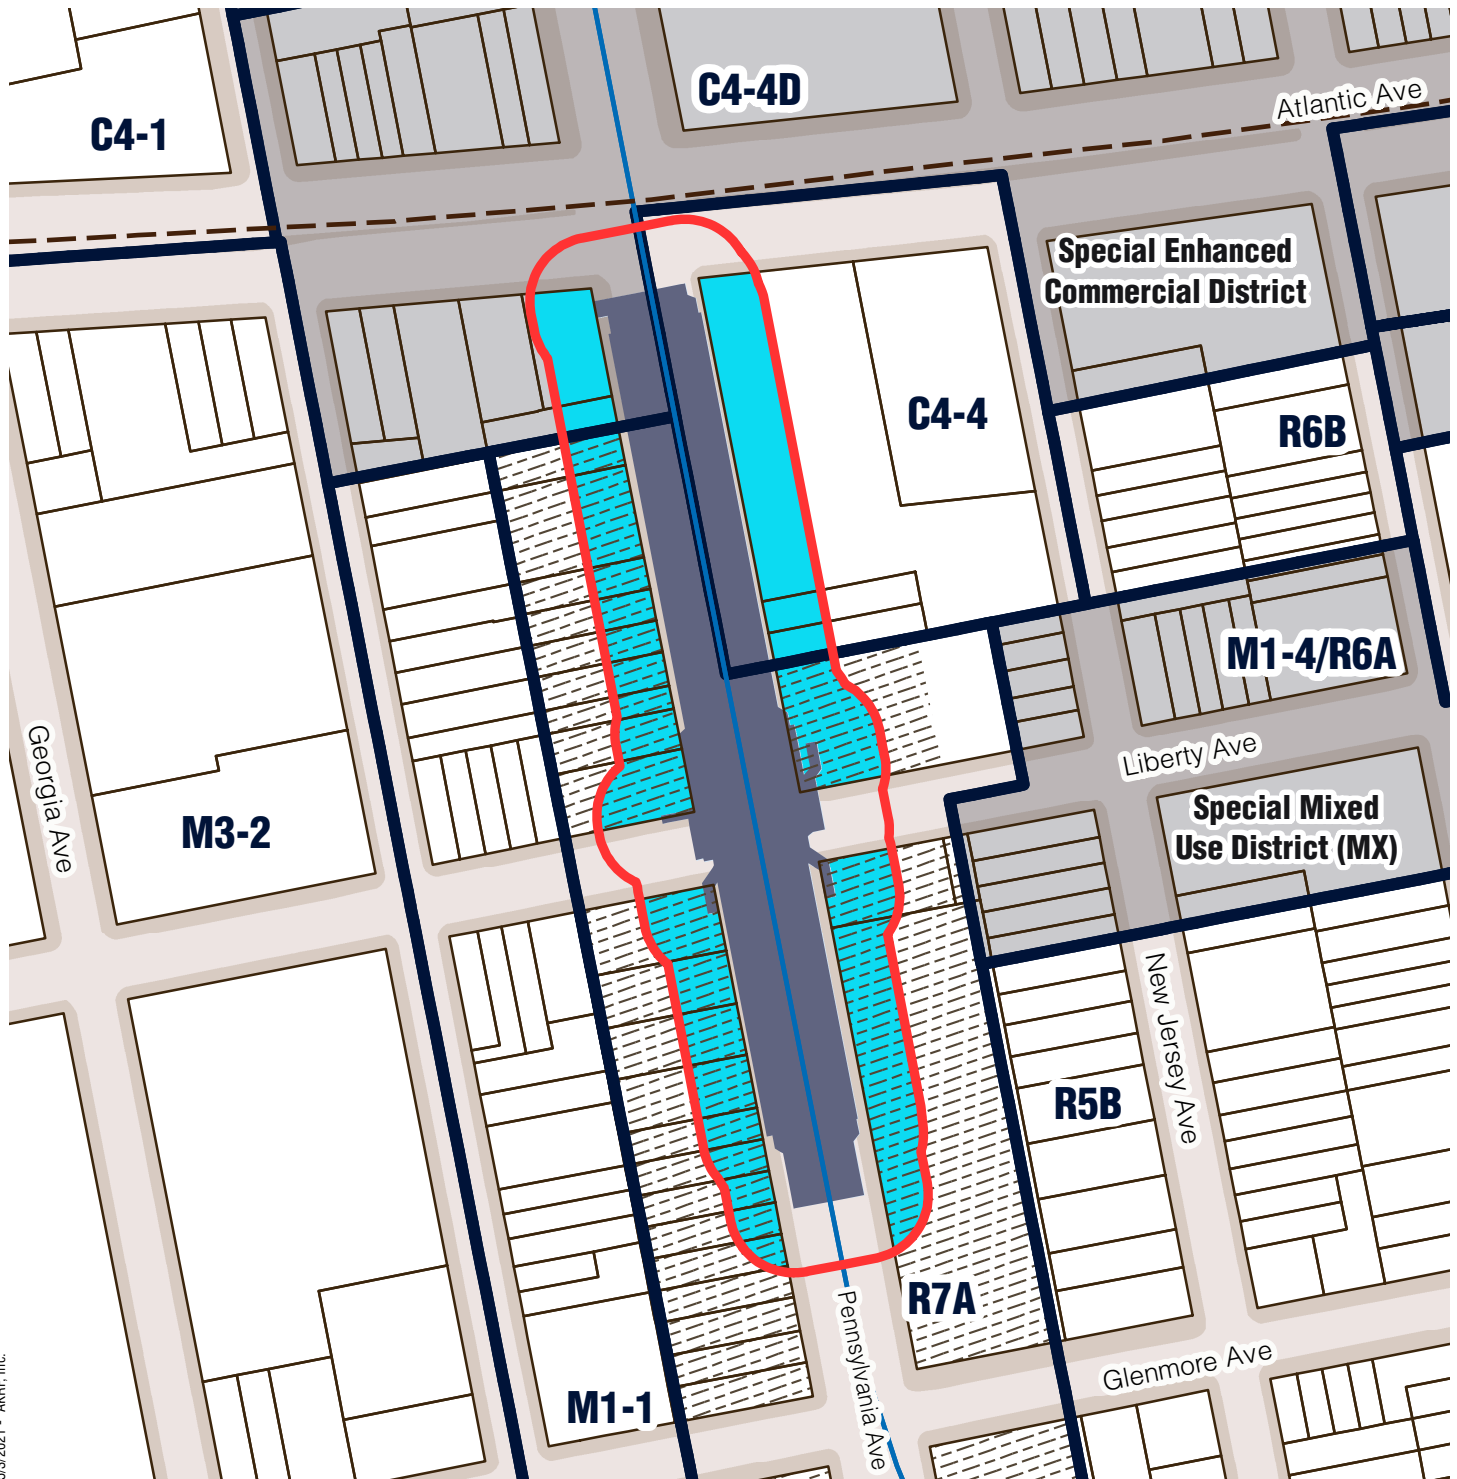 C4-4D
Atlantic Ave
C4-1
Special Enhanced
Commercial District
C4-4
R6B
M1-4/R6A
Liberty Ave
Georgia Ave
Special Mixed
Use District (MX)
M3-2
New Jersey Ave
R5B
R7A
Pennsylvania Ave
Glenmore Ave
M1-1